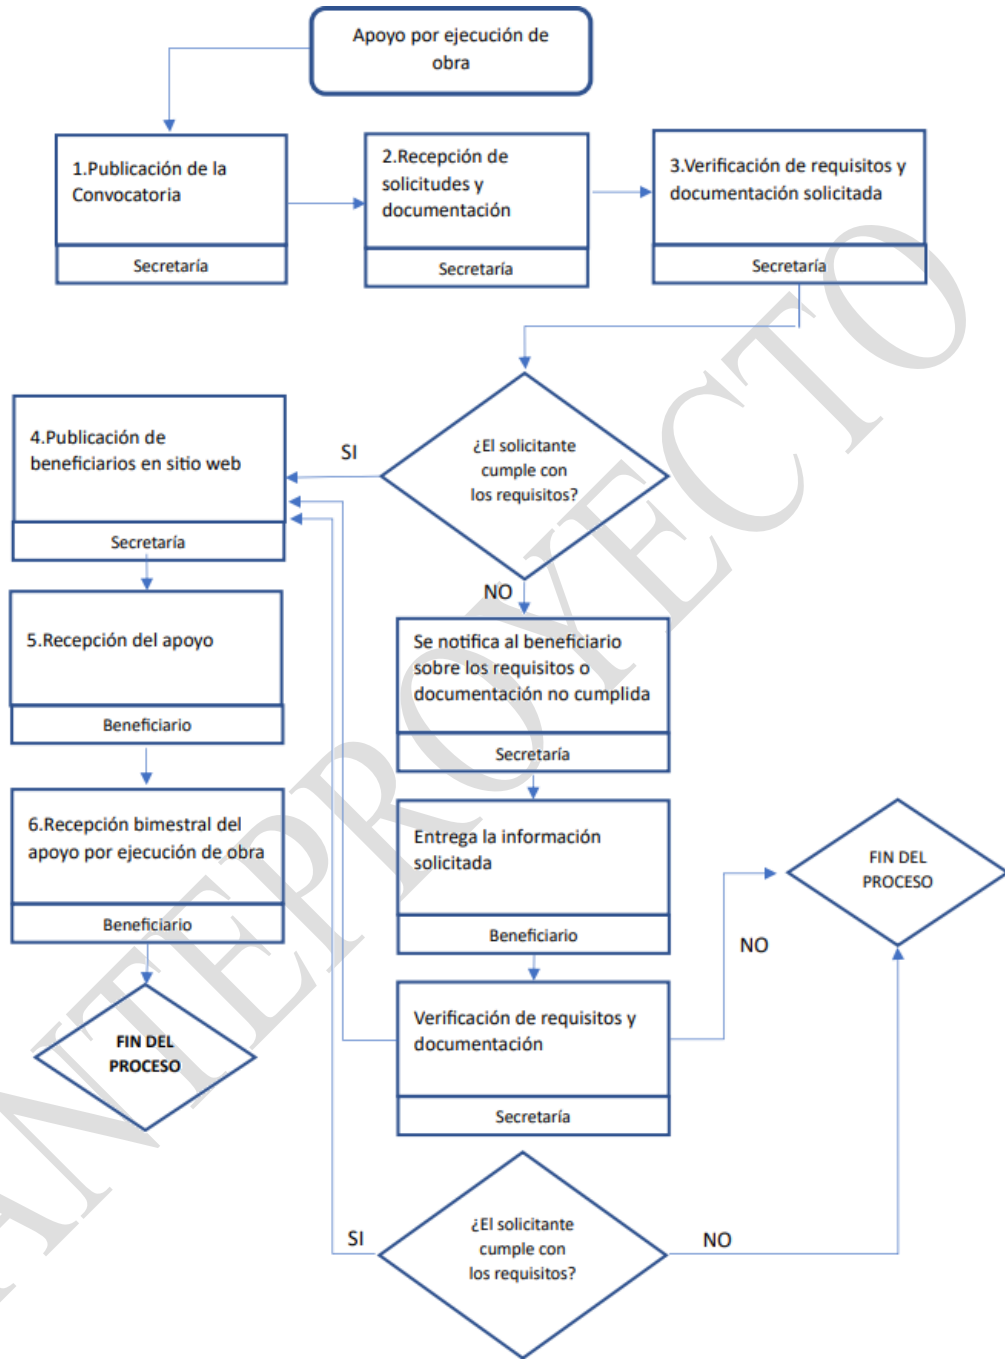 Apoyo por ejecución de
obra
1.Publicación de la
Convocatoria
Secretaría
2.Recepción de
solicitudes y
documentación
Secretaría
3.Verificación de requisitos y
documentación solicitada
Secretaría
¿El solicitante
cumple con
los requisitos?
SI
NO
4.Publicación de
beneficiarios en sitio web
Secretaría
5.Recepción del apoyo
Beneficiario
6.Recepción bimestral del
apoyo por ejecución de obra
Beneficiario
FIN DEL
PROCESO
Se notifica al beneficiario
sobre los requisitos o
documentación no cumplida
Secretaría
Entrega la información
solicitada
Beneficiario
Verificación de requisitos y
documentación
Secretaría
NO
FIN DEL
PROCESO
¿El solicitante
cumple con
los requisitos?
SI
NO
ANTEPROYECTO